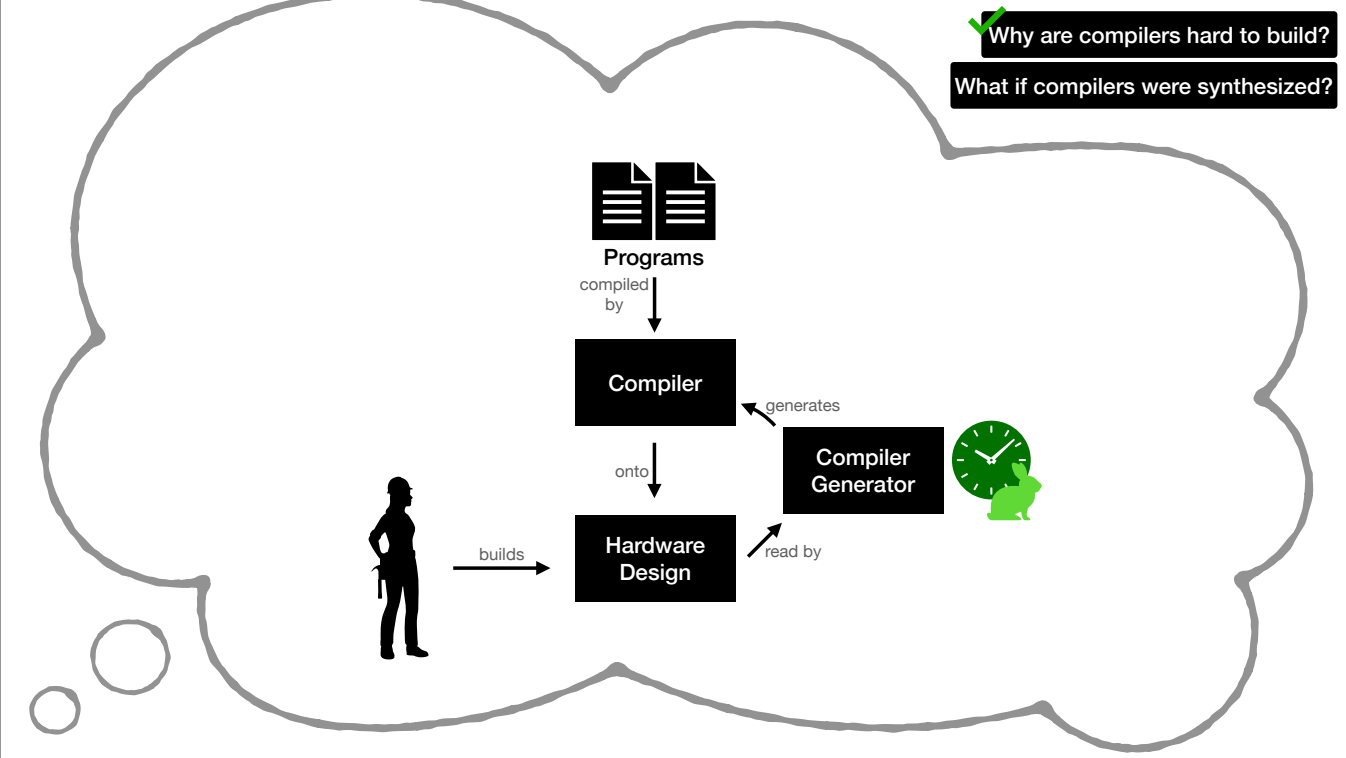 Why are compilers hard to build?
What if compilers were synthesized?
Programs
compiled
by
Compiler
generates
Compiler
Generator
onto
Hardware
Design
builds
read by